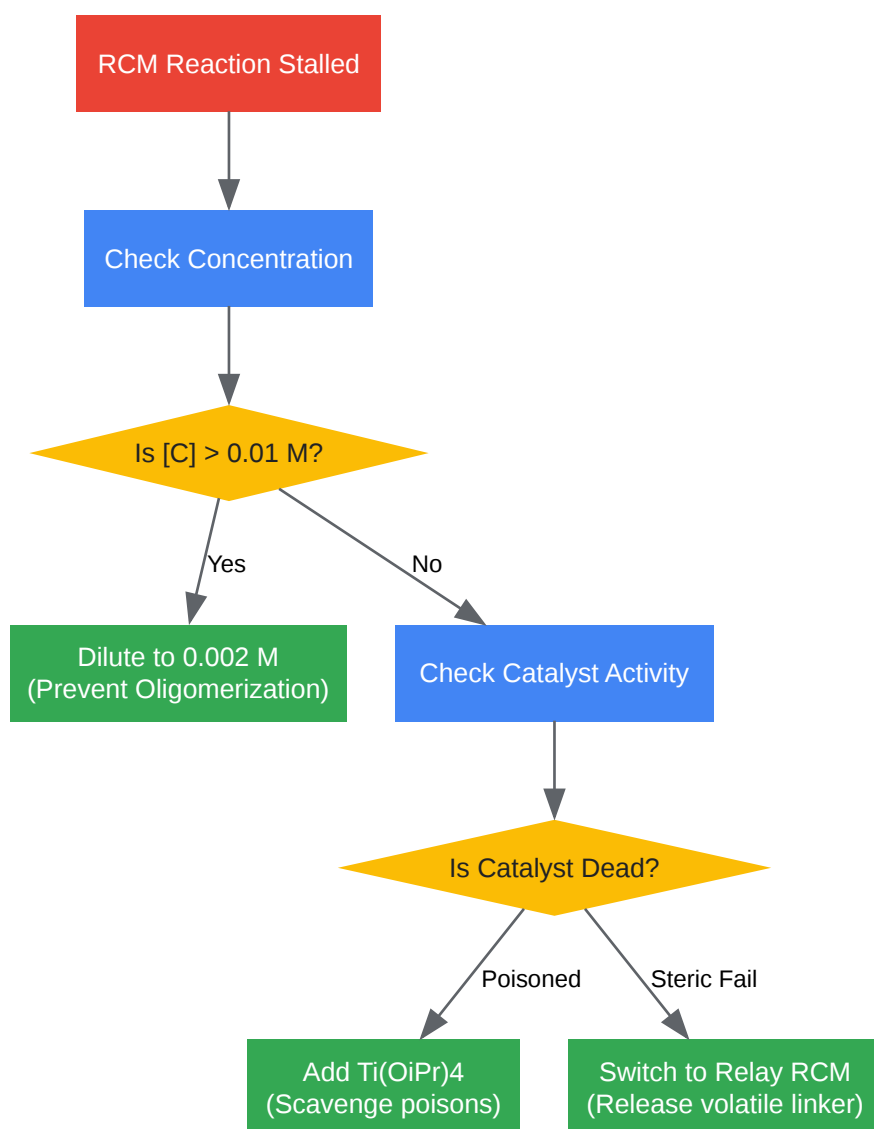 RCM Reaction Stalled
Check Concentration
Is [C] > 0.01 M?
Yes
No
Dilute to 0.002 M
(Prevent Oligomerization)
Check Catalyst Activity
Is Catalyst Dead?
Poisoned
Steric Fail
Add Ti(OiPr)4
(Scavenge poisons)
Switch to Relay RCM
(Release volatile linker)